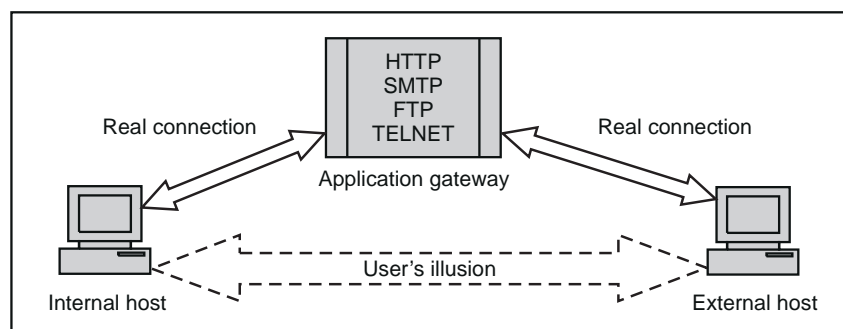 HTTP
SMTP
FTP
TELNET
Real connection
Real connection
Application gateway
User's illusion
Internal host
External host